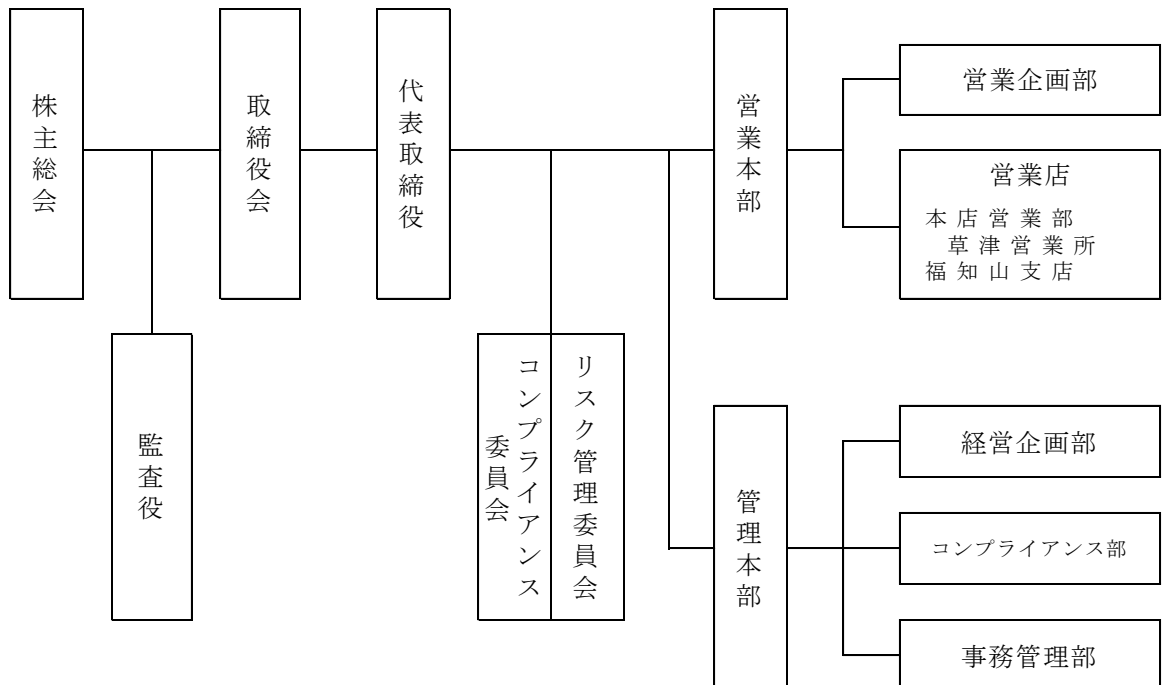 株主総会
取締役会
代表取締役
営業本部
営業企画部
営業店
本店営業部
草津営業所
福知山支店
監査役
コンプライアンス
委員会
リスク管理委員会
管理本部
経営企画部
コンプライアンス部
事務管理部